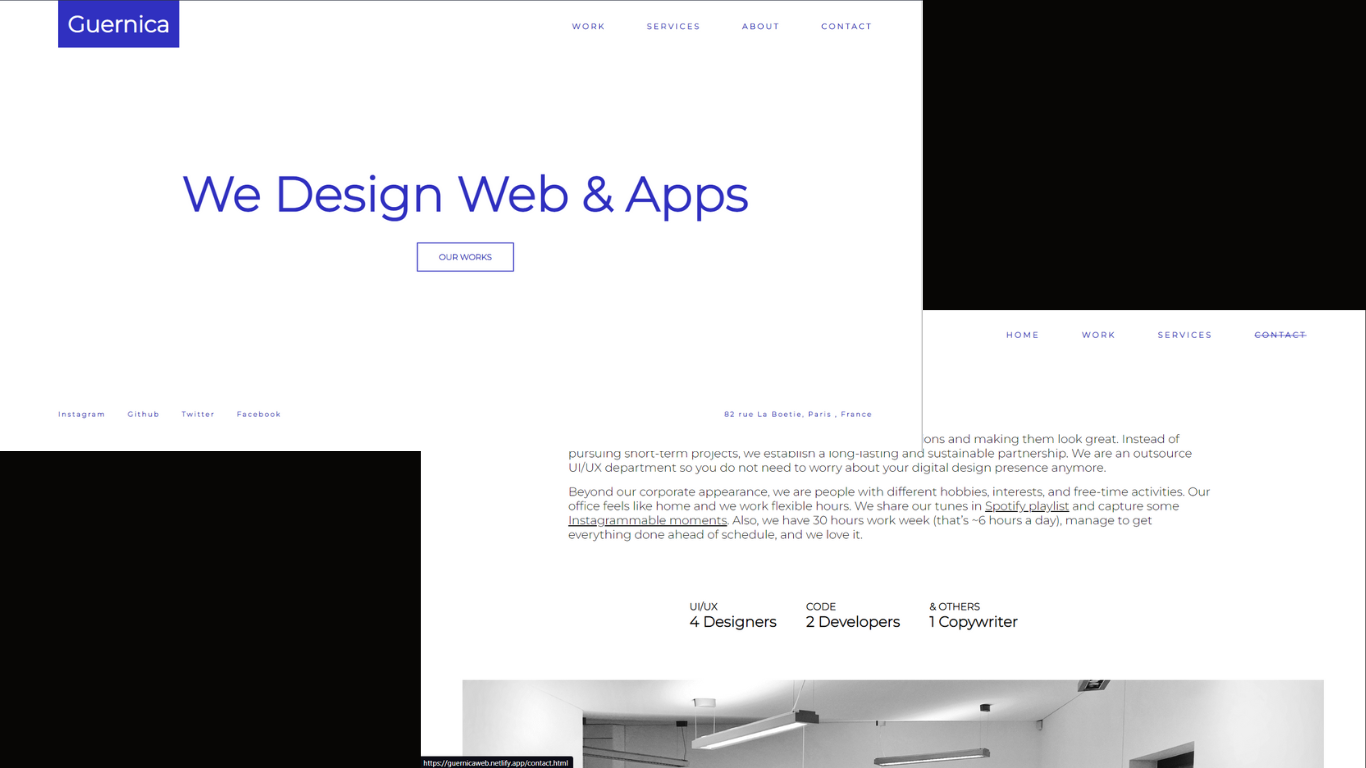 Guernica
WORK SERVICES ABOUT CONTACT
We Design Web & Apps
OUR WORKS
Instagram Github Twitter Facebook
82 rue La Boetie, Paris , France
HOME WORK SERVICES CONTACT
ons and making them look great. Instead of
pursuing short-term projects, we establish a long-lasting and sustainable partnership. We are an outsource
UI/UX department so you do not need to worry about your digital design presence anymore.
Beyond our corporate appearance, we are people with different hobbies, interests, and free-time activities. Our
office feels like home and we work flexible hours. We share our tunes in Spotify playlist and capture some
Instagrammable moments. Also, we have 30 hours work week (that's ~6 hours a day), manage to get
everything done ahead of schedule, and we love it.
UI/UX CODE & OTHERS
4 Designers 2 Developers 1 Copywriter
https://guernicaweb.netlify.app/contact.html